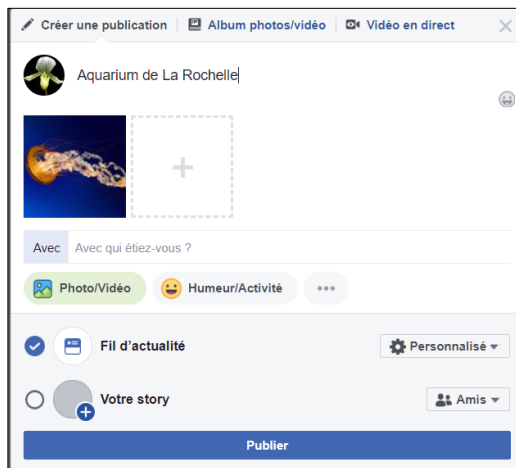 Créer une publication Album photos/vidéo Vidéo en direct
Aquarium de La Rochelle
Avec Avec qui étiez-vous ?
Photo/Vidéo Humeur/Activité
Fil d'actualité Personnalisé
Votre story Amis
Publier